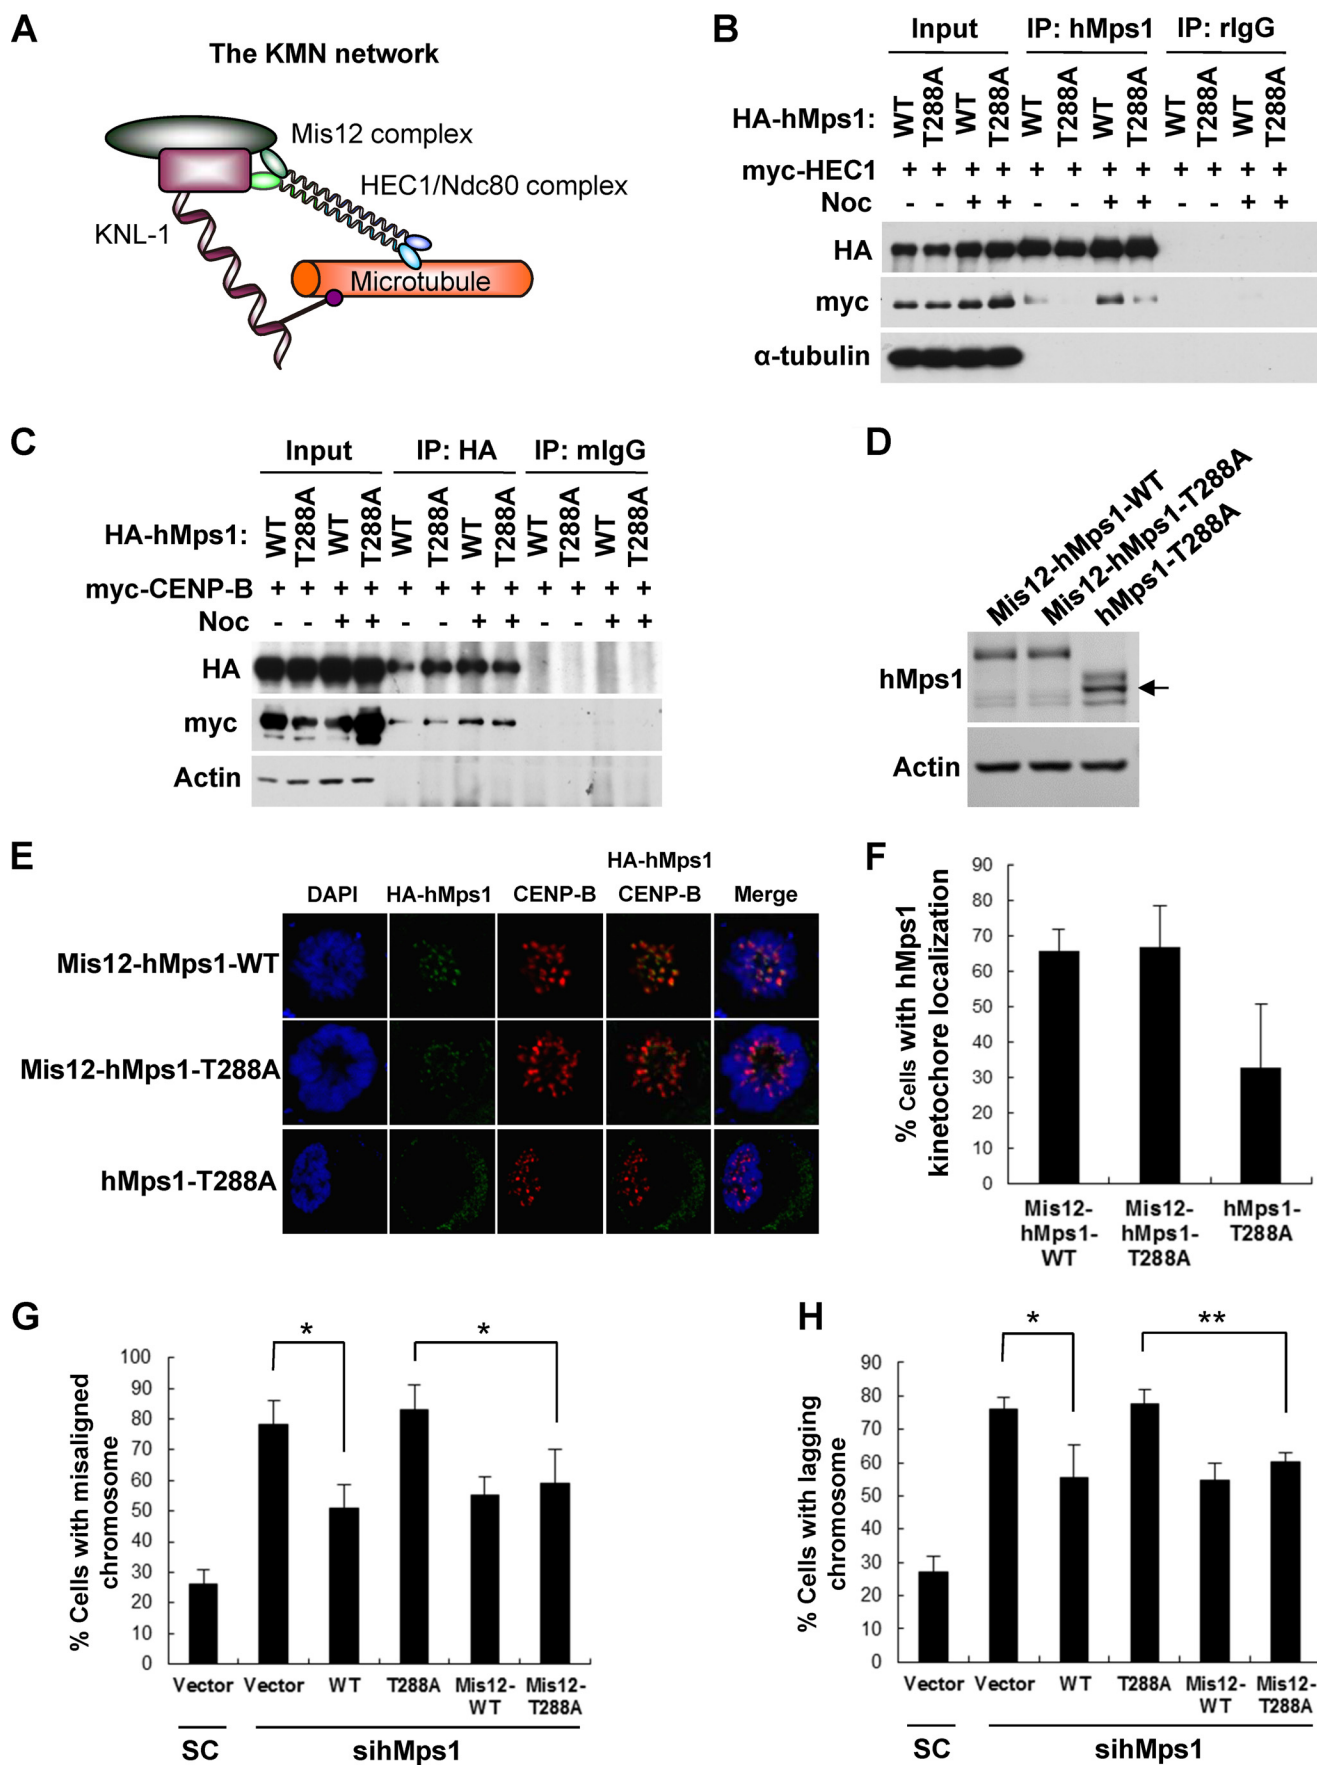 A
The KMN network
Mis12 complex
HEC1/Ndc80 complex
KNL-1
Microtubule
B
Input IP: hMps1 IP: rIgG
HA-hMps1: WT T288A WT T288A WT T288A WT T288A WT T288A WT T288A
myc-HEC1 + + + + + + + + + + + +
Noc - - + + - - + + - - + +
HA
myc
α-tubulin
C
Input IP: HA IP: mIgG
HA-hMps1: WT T288A WT T288A WT T288A WT T288A WT T288A WT T288A
myc-CENP-B + + + + + + + + + + + +
Noc - - + + - - + + - - + +
HA
myc
Actin
D
Mis12-hMps1-WT
Mis12-hMps1-T288A
hMps1-T288A
hMps1
Actin
E
HA-hMps1
DAPI HA-hMps1 CENP-B CENP-B Merge
Mis12-hMps1-WT
Mis12-hMps1-T288A
hMps1-T288A
F
% Cells with hMps1
kinetochore localization
90
80
70
60
50
40
30
20
10
0
Mis12- Mis12- hMps1-
hMps1- hMps1- T288A
WT T288A
G
% Cells with misaligned
chromosome
100
90
80
70
60
50
40
30
20
10
0
* *
Vector Vector WT T288A Mis12- Mis12-
WT T288A
SC sihMps1
H
% Cells with lagging
chromosome
90
80
70
60
50
40
30
20
10
0
* **
Vector Vector WT T288A Mis12- Mis12-
WT T288A
SC sihMps1